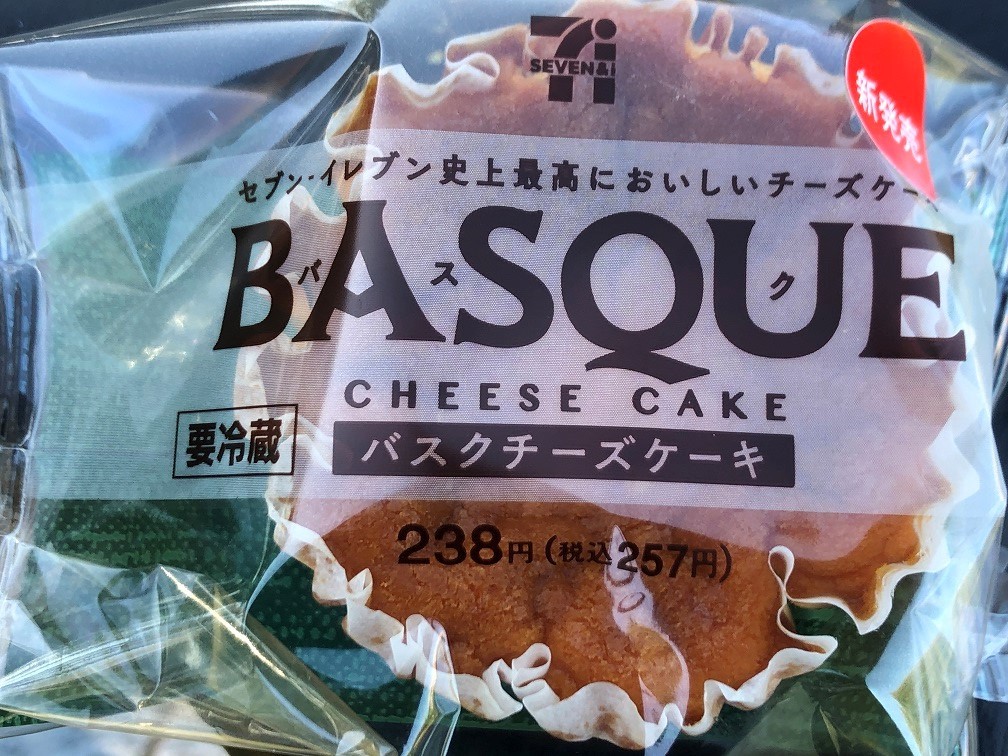 SEVEN&i
新発売
セブン-イレブン史上最高においしいチーズケー
BASQUE
バスク
CHEESE CAKE
要冷蔵
バスクチーズケーキ
238円(税込257円)